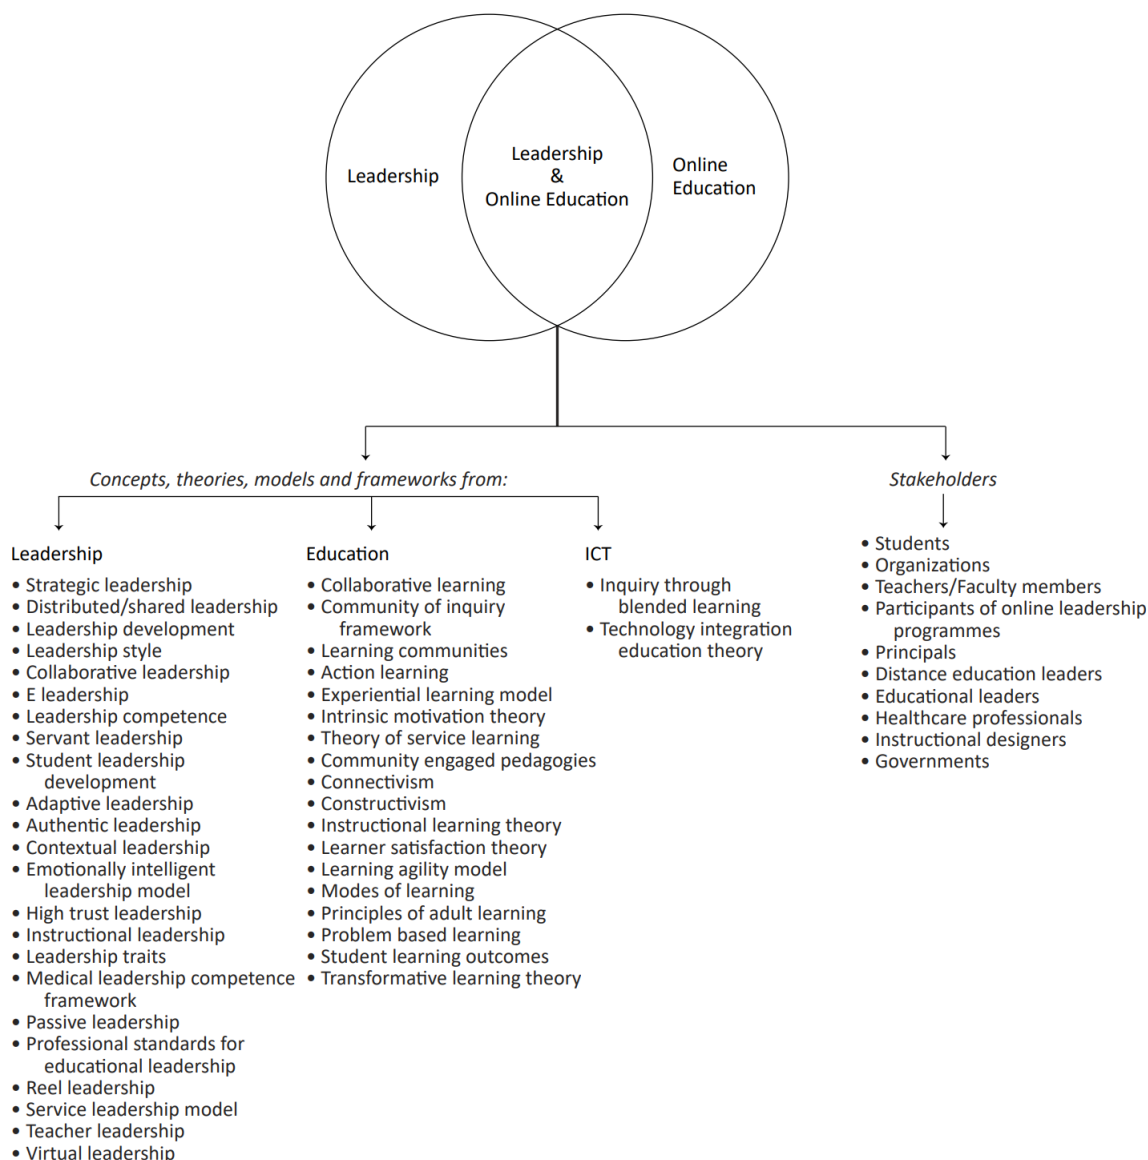 Leadership
Leadership
&
Online Education
Online
Education
Concepts, theories, models and frameworks from:
Stakeholders
Leadership
• Strategic leadership
• Distributed/shared leadership
• Leadership development
• Leadership style
• Collaborative leadership
• E leadership
• Leadership competence
• Servant leadership
• Student leadership
development
• Adaptive leadership
• Authentic leadership
• Contextual leadership
• Emotionally intelligent
leadership model
• High trust leadership
• Instructional leadership
• Leadership traits
• Medical leadership competence
framework
• Passive leadership
• Professional standards for
educational leadership
• Reel leadership
• Service leadership model
• Teacher leadership
• Virtual leadership
Education
• Collaborative learning
• Community of inquiry
framework
• Learning communities
• Action learning
• Experiential learning model
• Intrinsic motivation theory
• Theory of service learning
• Community engaged pedagogies
• Connectivism
• Constructivism
• Instructional learning theory
• Learner satisfaction theory
• Learning agility model
• Modes of learning
• Principles of adult learning
• Problem based learning
• Student learning outcomes
• Transformative learning theory
ICT
• Inquiry through
blended learning
• Technology integration
education theory
• Students
• Organizations
• Teachers/Faculty members
• Participants of online leadership
programmes
• Principals
• Distance education leaders
• Educational leaders
• Healthcare professionals
• Instructional designers
• Governments